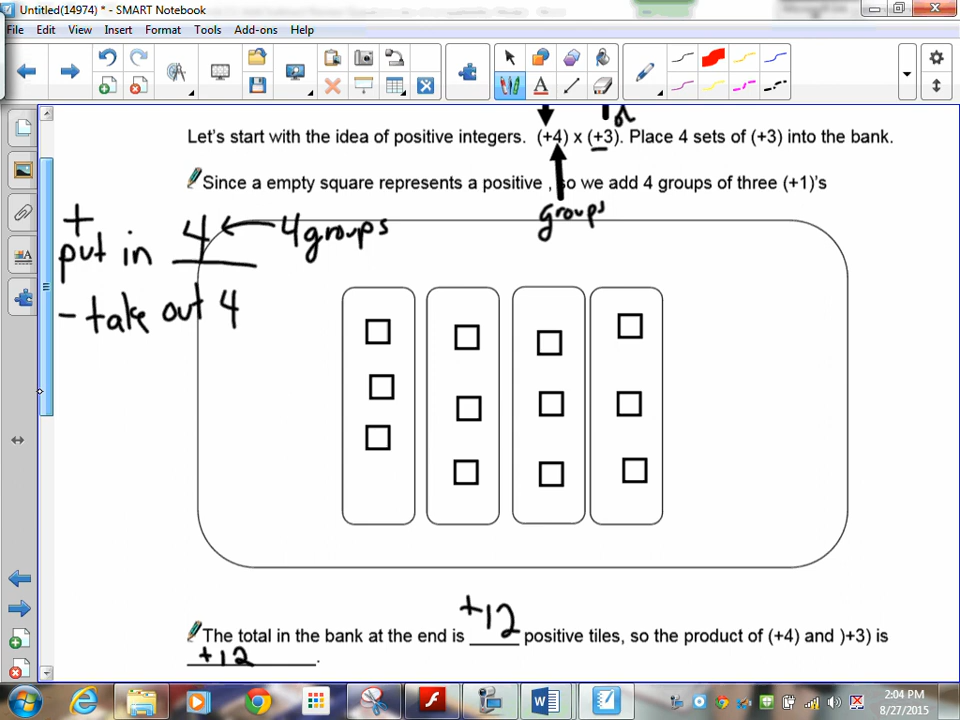 Untitled(14974) * - SMART Notebook
File Edit View Insert Format Tools Add-ons Help
Let's start with the idea of positive integers. (+4) x (+3). Place 4 sets of (+3) into the bank.
Since a empty square represents a positive , so we add 4 groups of three (+1)'s
groups
+
put in 4 4 groups
- take out 4
+12
The total in the bank at the end is ____ positive tiles, so the product of (+4) and )+3) is
+12.
2:04 PM
8/27/2015